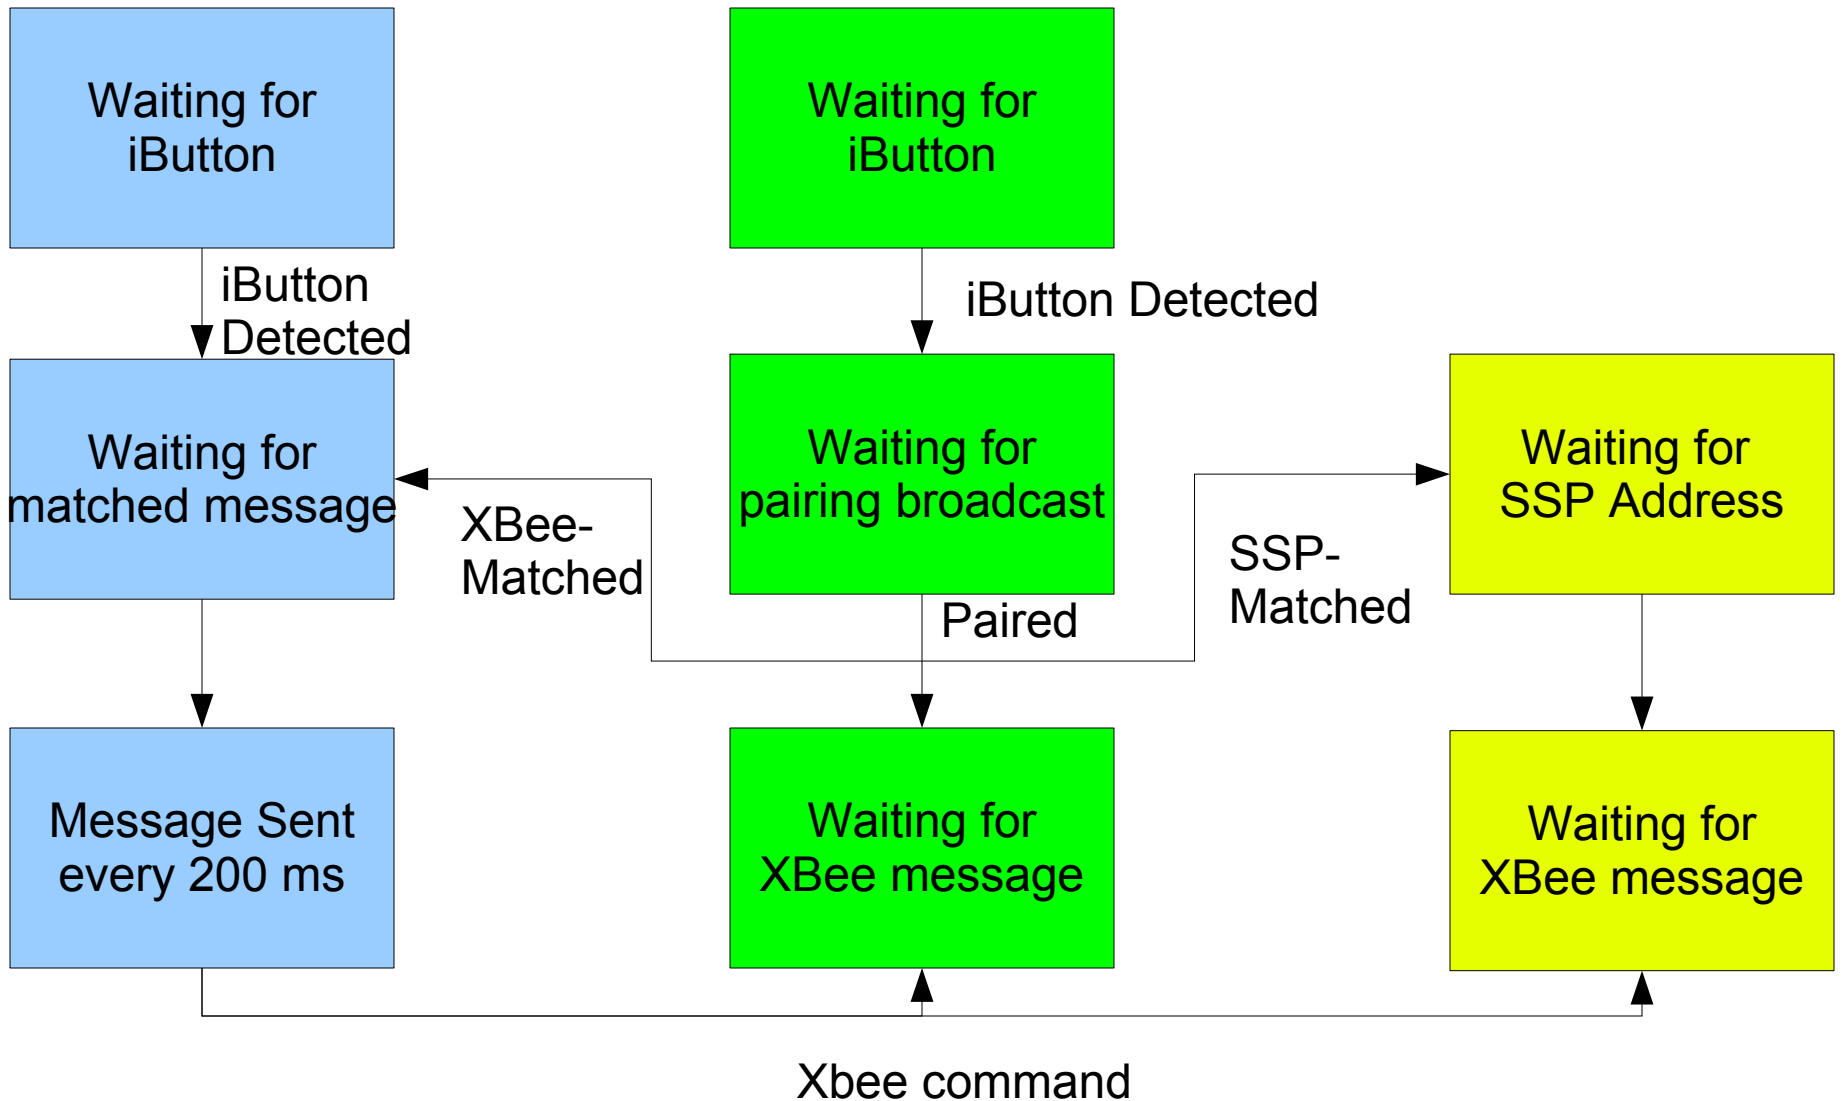 Waiting for
iButton
Waiting for
iButton
iButton
Detected
iButton Detected
Waiting for
matched message
Waiting for
pairing broadcast
Waiting for
SSP Address
XBee-
Matched
SSP-
Matched
Paired
Message Sent
every 200 ms
Waiting for
XBee message
Waiting for
XBee message
Xbee command